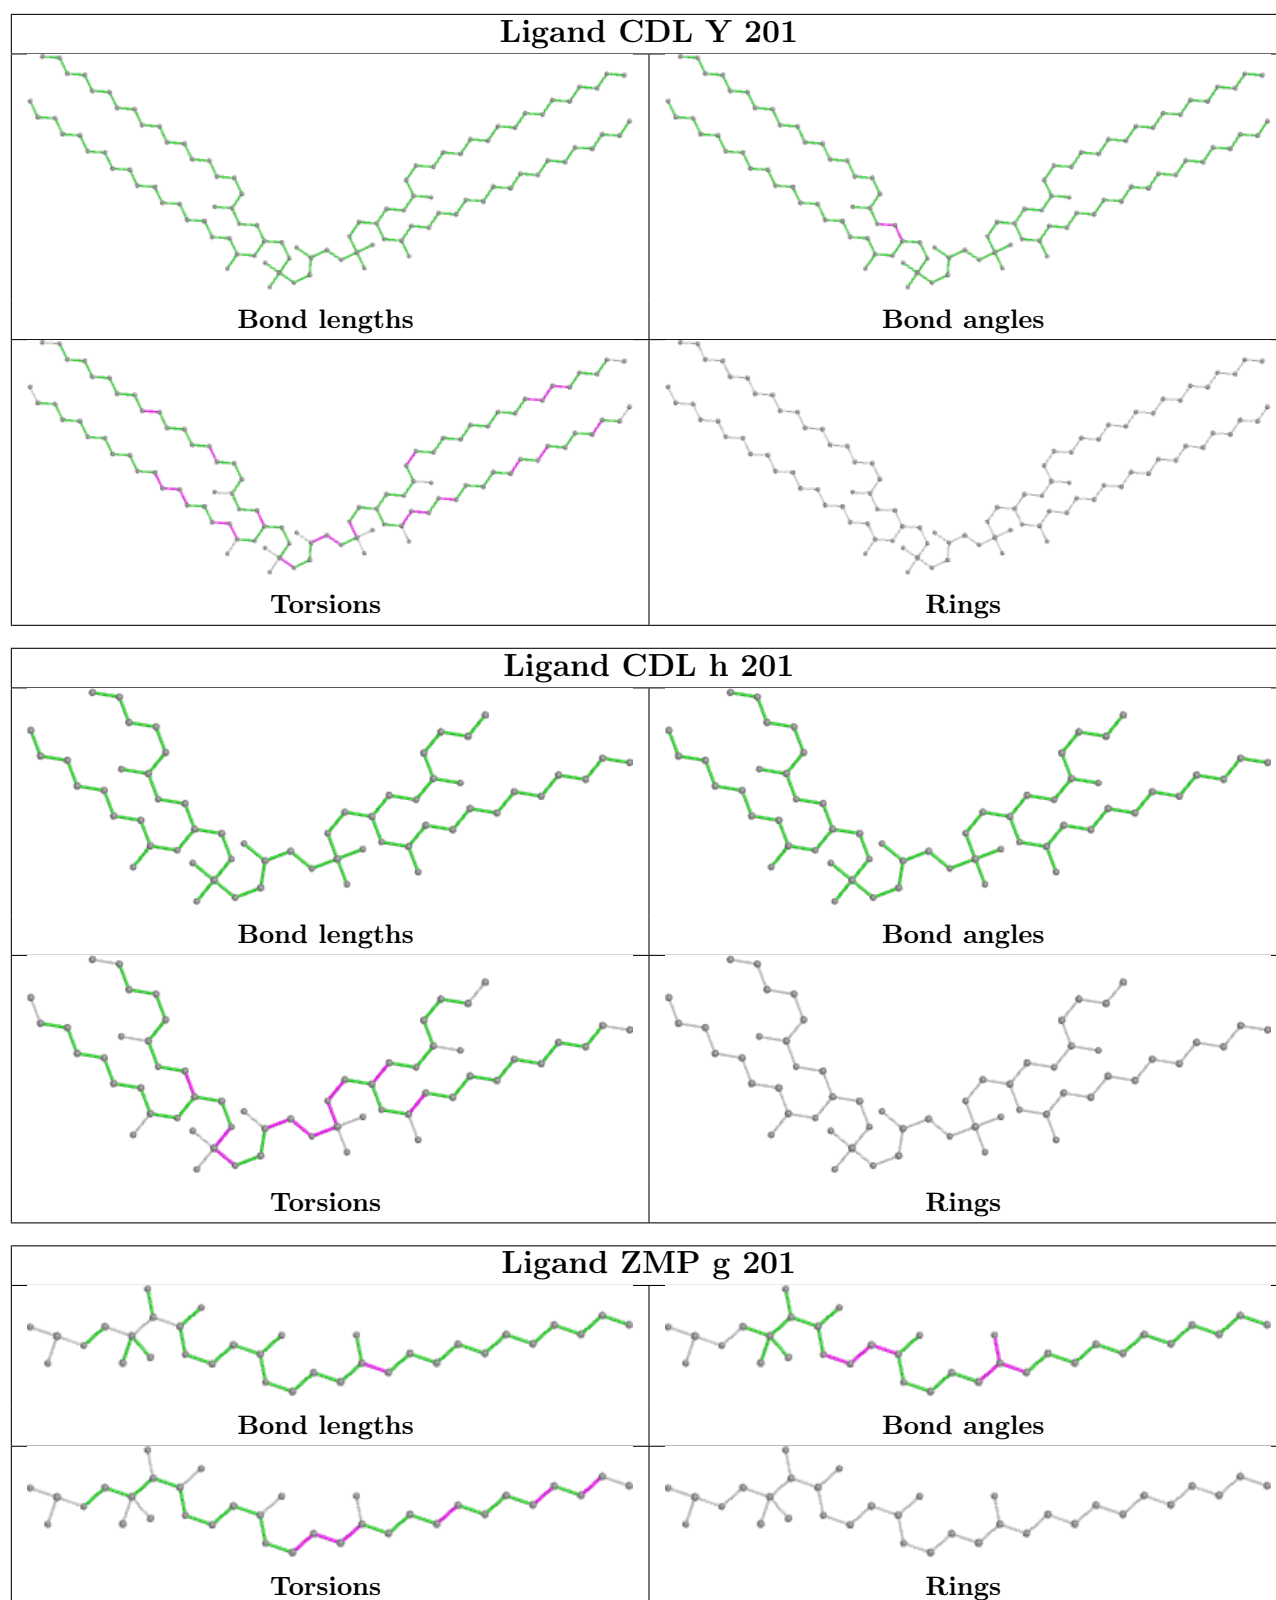 Ligand CDL Y 201
Bond lengths
Bond angles
Torsions
Rings
Ligand CDL h 201
Bond lengths
Bond angles
Torsions
Rings
Ligand ZMP g 201
Bond lengths
Bond angles
Torsions
Rings